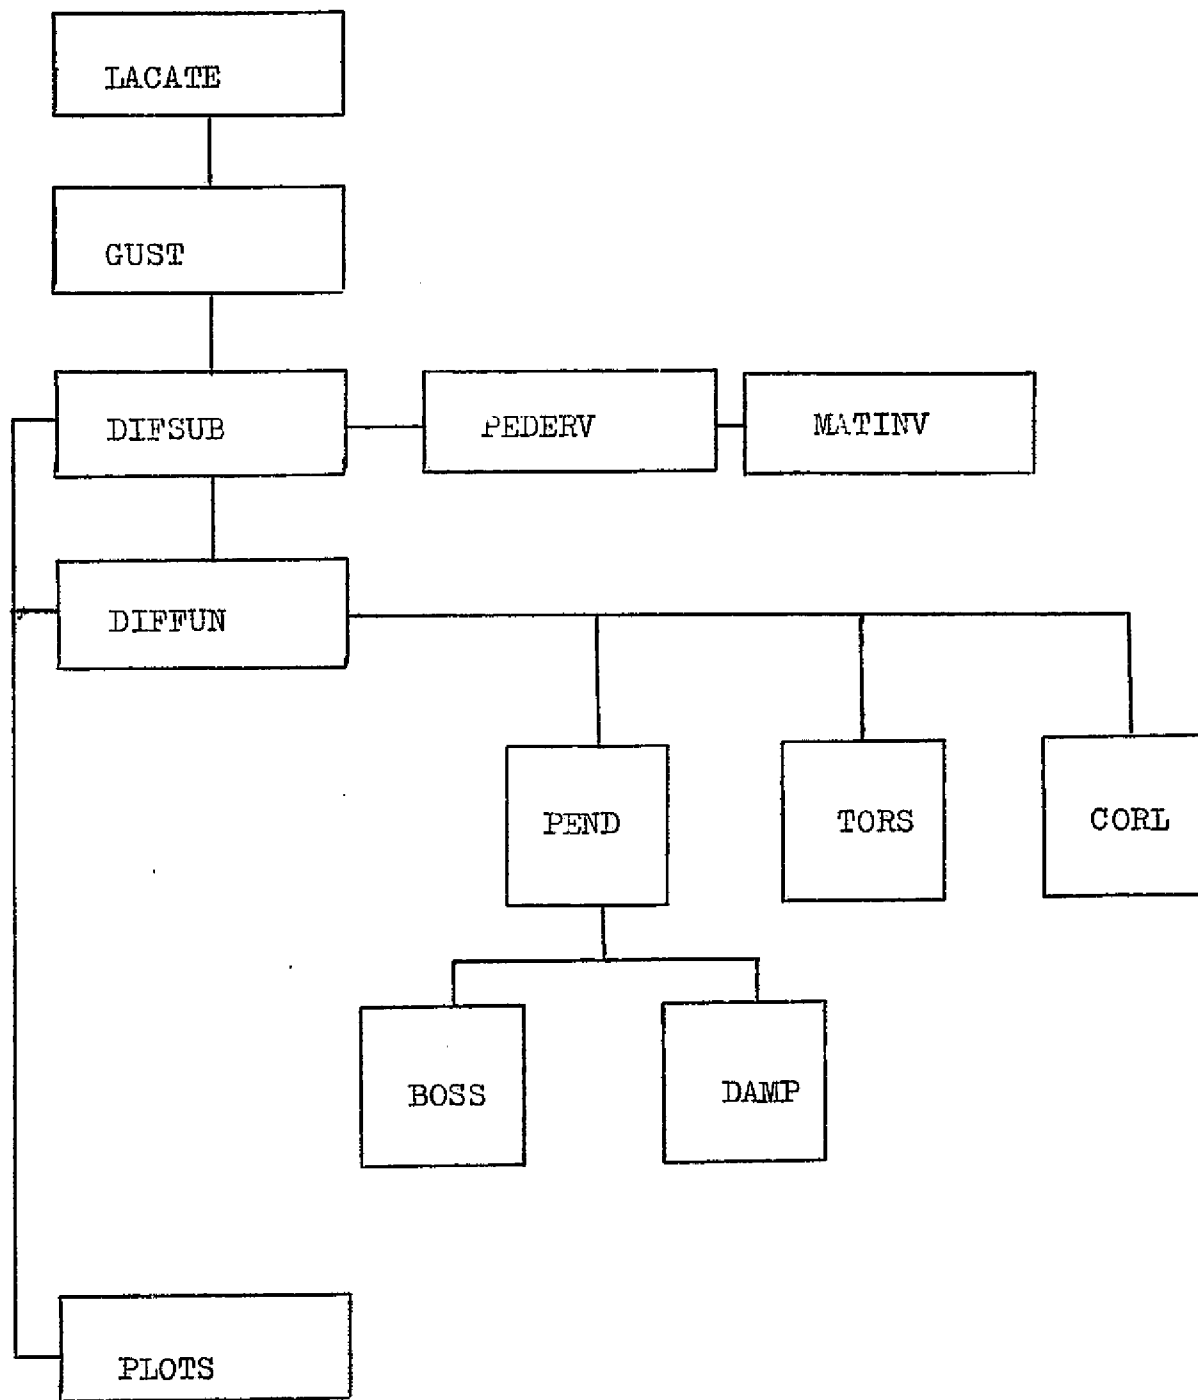 LACATE
GUST
DIFSUB
PEDERV
MATINV
DIFFUN
PEND
TORS
CORL
BOSS
DAMP
PLOTS